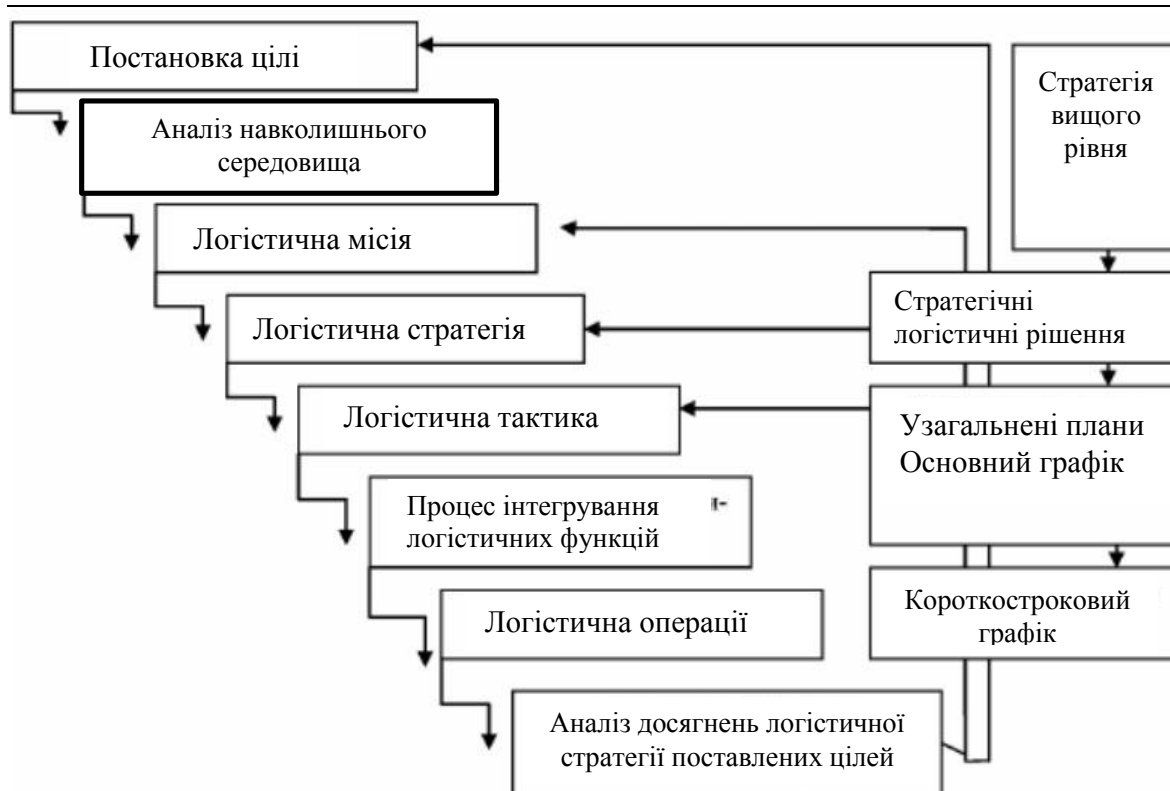 Постановка цілі
Аналіз навколишнього
середовища
Логістична місія
Логістична стратегія
Логістична тактика
Процес інтегрування
логістичних функцій
Логістична операції
Аналіз досягнень логістичної
стратегії поставлених цілей
Стратегія
вищого
рівня
Стратегічні
логістичні рішення
Узагальнені плани
Основний графік
Короткостроковий
графік